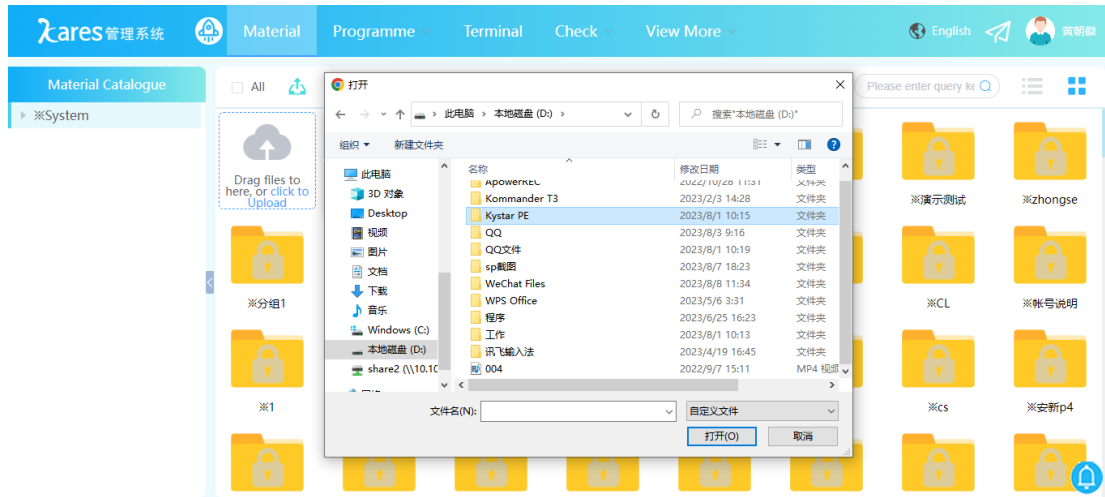 Kares管理系统 Material Programme Terminal Check View More English 黄朝徽
Material Catalogue
※System
All
Please enter query ke
Drag files to
here, or click to
Upload
打开
此电脑 › 本地磁盘 (D:) ›
搜索"本地磁盘 (D:)"
组织 新建文件夹
此电脑
3D 对象
Desktop
视频
图片
文档
下载
音乐
Windows (C:)
本地磁盘 (D:)
share2 (\\10.10
名称 修改日期 类型
ApowerREC 2022/10/28 11:31 文件夹
Kommander T3 2023/2/3 14:28 文件夹
Kystar PE 2023/8/1 10:15 文件夹
QQ 2023/8/3 9:16 文件夹
QQ文件 2023/8/1 10:19 文件夹
sp截图 2023/8/7 18:23 文件夹
WeChat Files 2023/8/8 11:34 文件夹
WPS Office 2023/5/6 3:31 文件夹
程序 2023/6/25 16:23 文件夹
工作 2023/8/1 10:13 文件夹
讯飞输入法 2023/4/19 16:45 文件夹
004 2022/9/7 15:11 MP4 视频
文件名(N): 自定义文件
打开(O) 取消
※演示测试 ※zhongse
※分组1 ※CL ※帐号说明
※1 ※cs ※安新p4